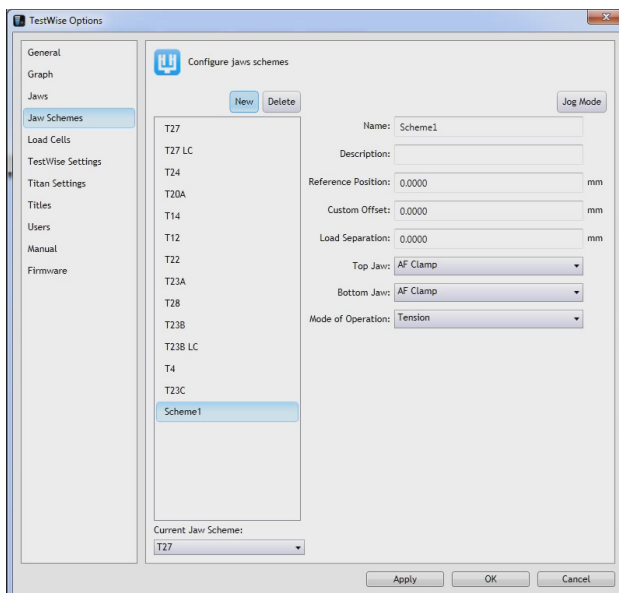 TestWise Options
General
Graph
Jaws
Jaw Schemes
Load Cells
TestWise Settings
Titan Settings
Titles
Users
Manual
Firmware
Configure jaws schemes
New Delete
T27
T27 LC
T24
T20A
T14
T12
T22
T23A
T28
T23B
T23B LC
T4
T23C
Scheme1
Current Jaw Scheme:
T27
Jog Mode
Name: Scheme1
Description:
Reference Position: 0.0000 mm
Custom Offset: 0.0000 mm
Load Separation: 0.0000 mm
Top Jaw: AF Clamp
Bottom Jaw: AF Clamp
Mode of Operation: Tension
Apply OK Cancel